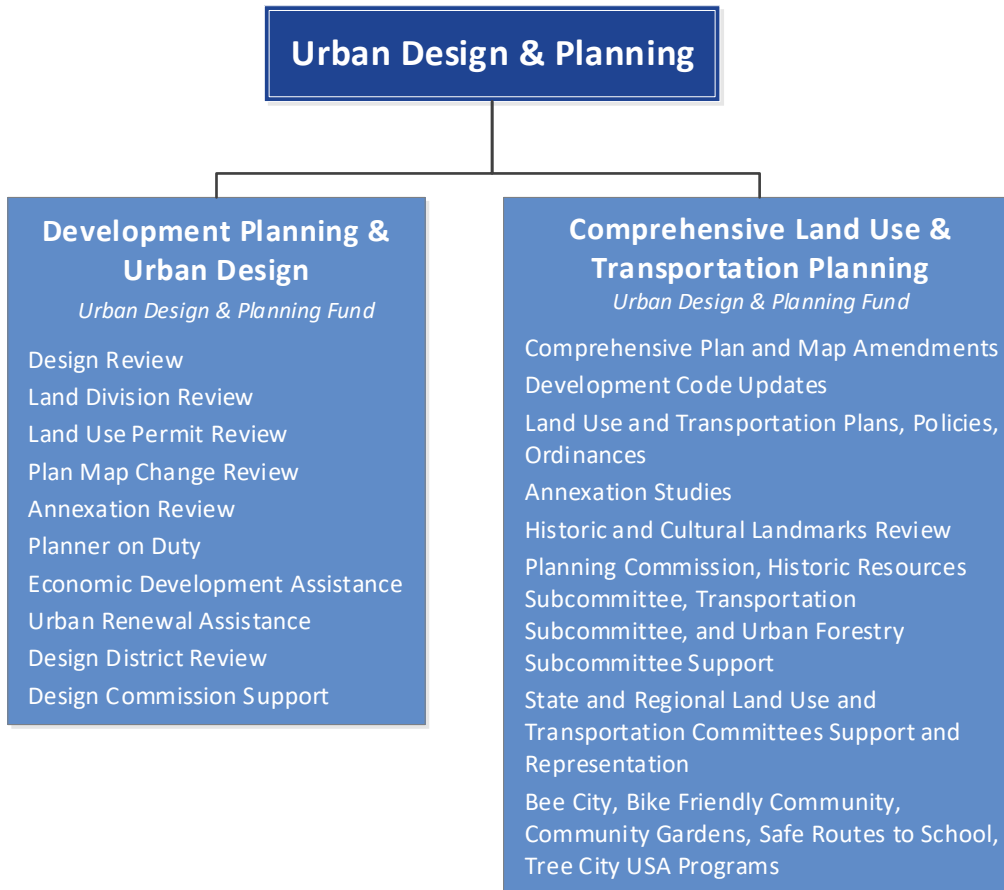 Urban Design & Planning
Development Planning &
Urban Design
Urban Design & Planning Fund
Design Review
Land Division Review
Land Use Permit Review
Plan Map Change Review
Annexation Review
Planner on Duty
Economic Development Assistance
Urban Renewal Assistance
Design District Review
Design Commission Support
Comprehensive Land Use &
Transportation Planning
Urban Design & Planning Fund
Comprehensive Plan and Map Amendments
Development Code Updates
Land Use and Transportation Plans, Policies,
Ordinances
Annexation Studies
Historic and Cultural Landmarks Review
Planning Commission, Historic Resources
Subcommittee, Transportation
Subcommittee, and Urban Forestry
Subcommittee Support
State and Regional Land Use and
Transportation Committees Support and
Representation
Bee City, Bike Friendly Community,
Community Gardens, Safe Routes to School,
Tree City USA Programs